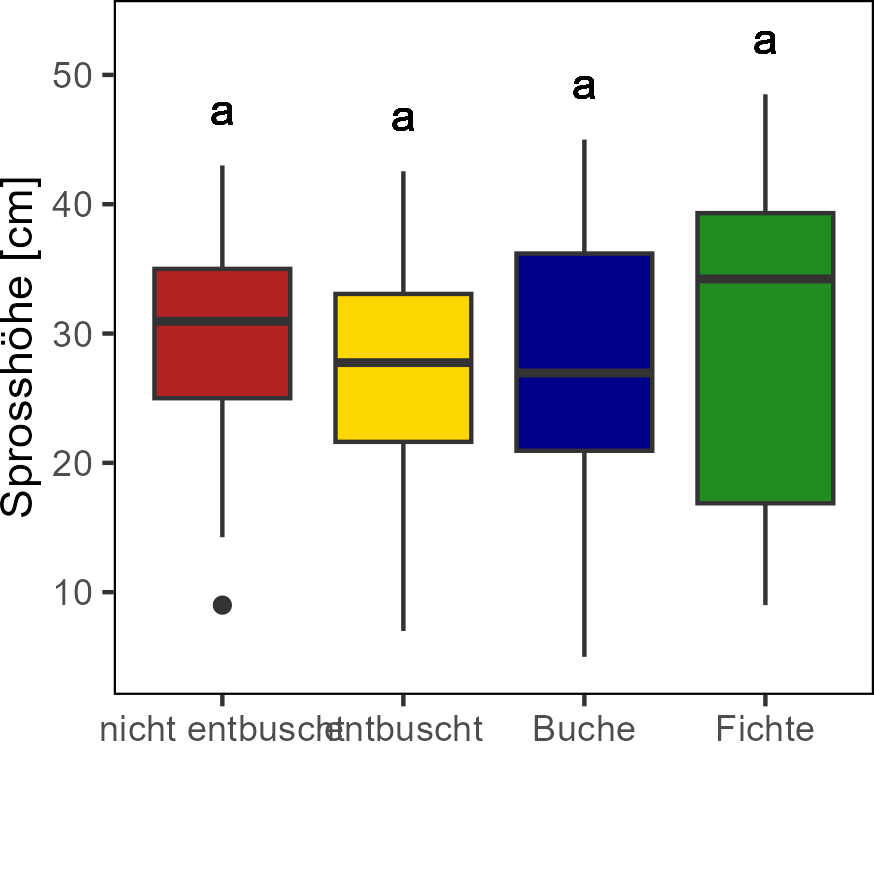 Sprosshöhe [cm]
50
40
30
20
10
a
a
a
a
nicht entbuscht
entbuscht
Buche
Fichte